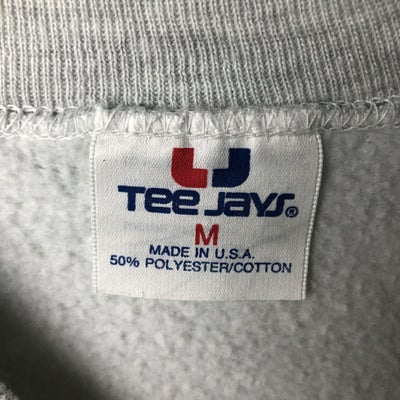 Tee Jays®
M
MADE IN U.S.A.
50% POLYESTER/COTTON